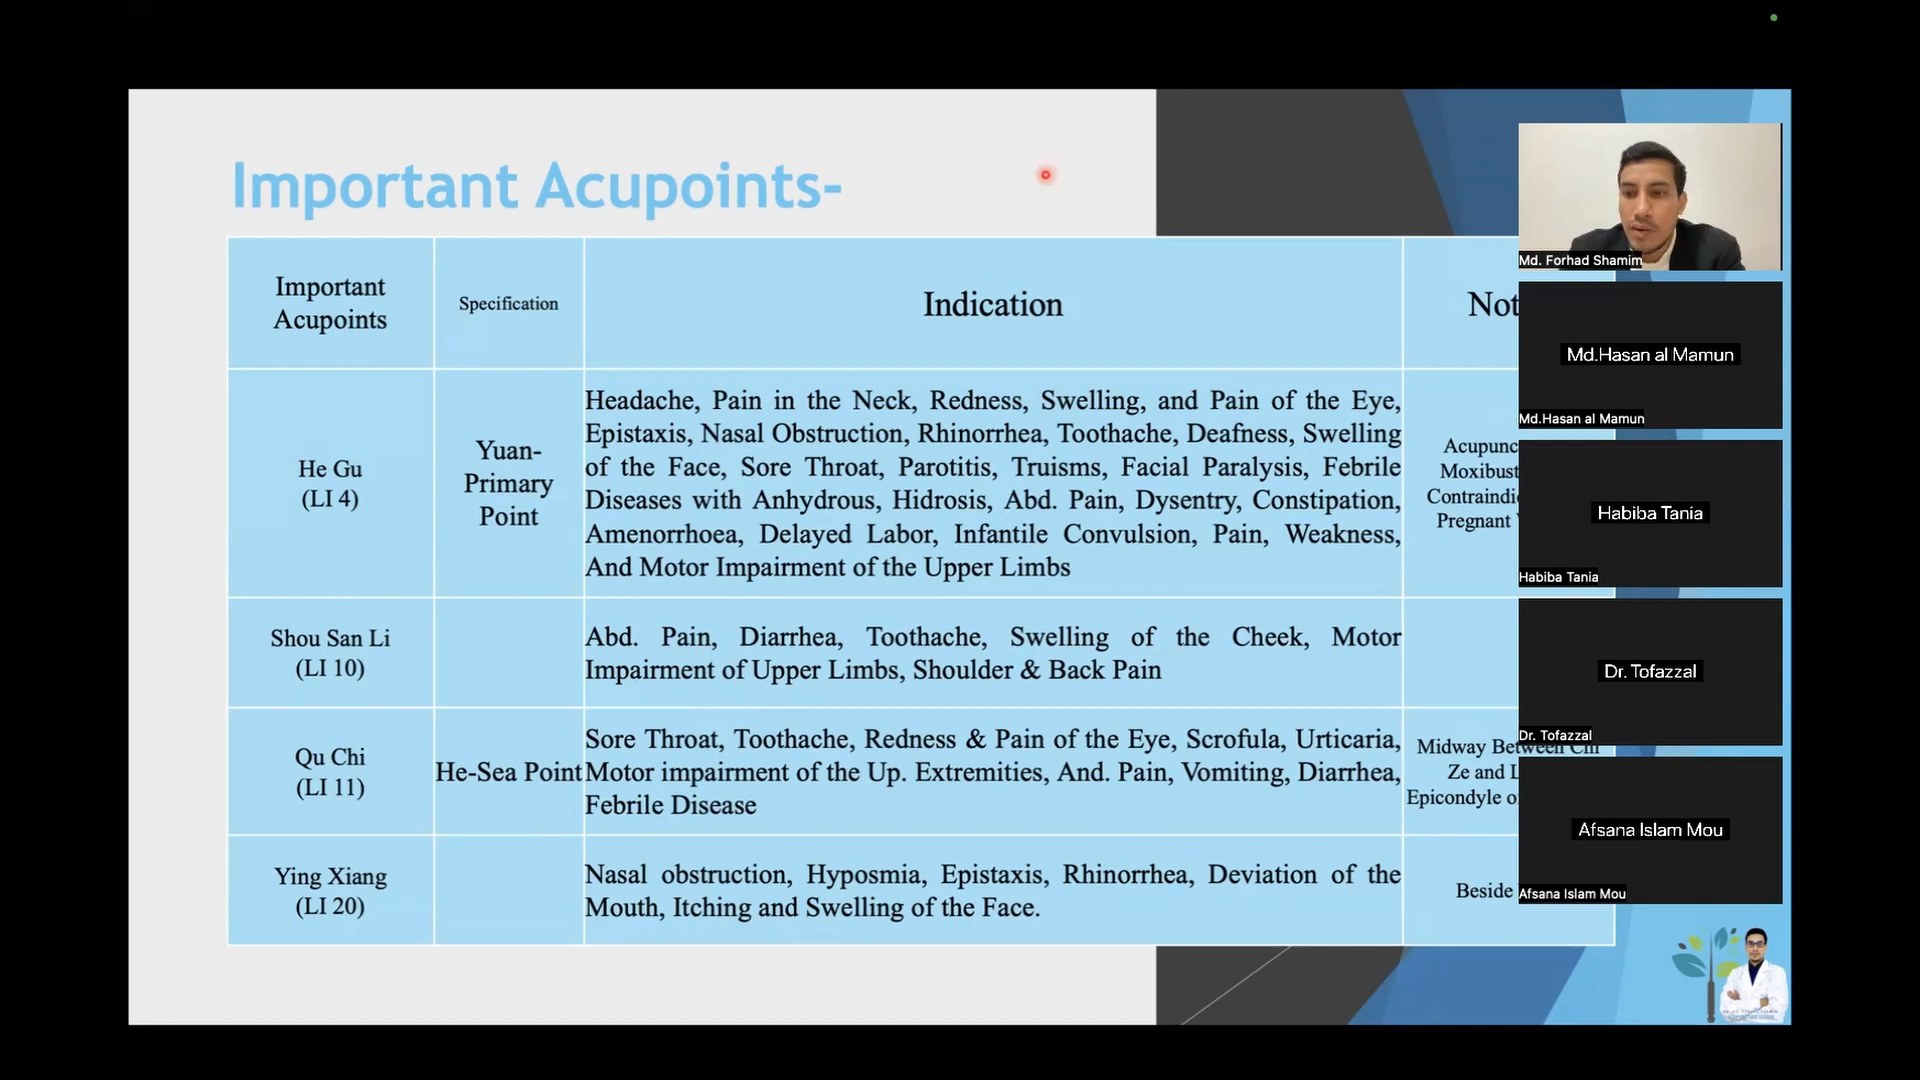 Important Acupoints-
Important
Acupoints
Specification
Indication
He Gu
(LI 4)
Yuan-
Primary
Point
Headache, Pain in the Neck, Redness, Swelling, and Pain of the Eye,
Epistaxis, Nasal Obstruction, Rhinorrhea, Toothache, Deafness, Swelling
of the Face, Sore Throat, Parotitis, Truisms, Facial Paralysis, Febrile
Diseases with Anhydrous, Hidrosis, Abd. Pain, Dysentry, Constipation,
Amenorrhoea, Delayed Labor, Infantile Convulsion, Pain, Weakness,
And Motor Impairment of the Upper Limbs
Pregnant
Shou San Li
(LI 10)
Abd. Pain, Diarrhea, Toothache, Swelling of the Cheek, Motor
Impairment of Upper Limbs, Shoulder & Back Pain
Qu Chi
(LI 11)
He-Sea Point
Sore Throat, Toothache, Redness & Pain of the Eye, Scrofula, Urticaria,
Motor impairment of the Up. Extremities, And. Pain, Vomiting, Diarrhea,
Febrile Disease
Midway Between Chi
Ze and
Epicondyle
Ying Xiang
(LI 20)
Nasal obstruction, Hyposmia, Epistaxis, Rhinorrhea, Deviation of the
Mouth, Itching and Swelling of the Face.
Beside
Md. Forhad Shamim
Md.Hasan al Mamun
Md.Hasan al Mamun
Habiba Tania
Habiba Tania
Dr. Tofazzal
Dr. Tofazzal
Afsana Islam Mou
Afsana Islam Mou